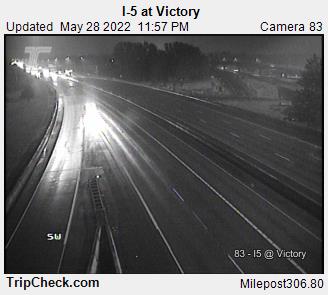 I-5 at Victory
Updated May 28 2022 11:57 PM Camera 83
SW
83 - I5 @ Victory
TripCheck.com Milepost306.80